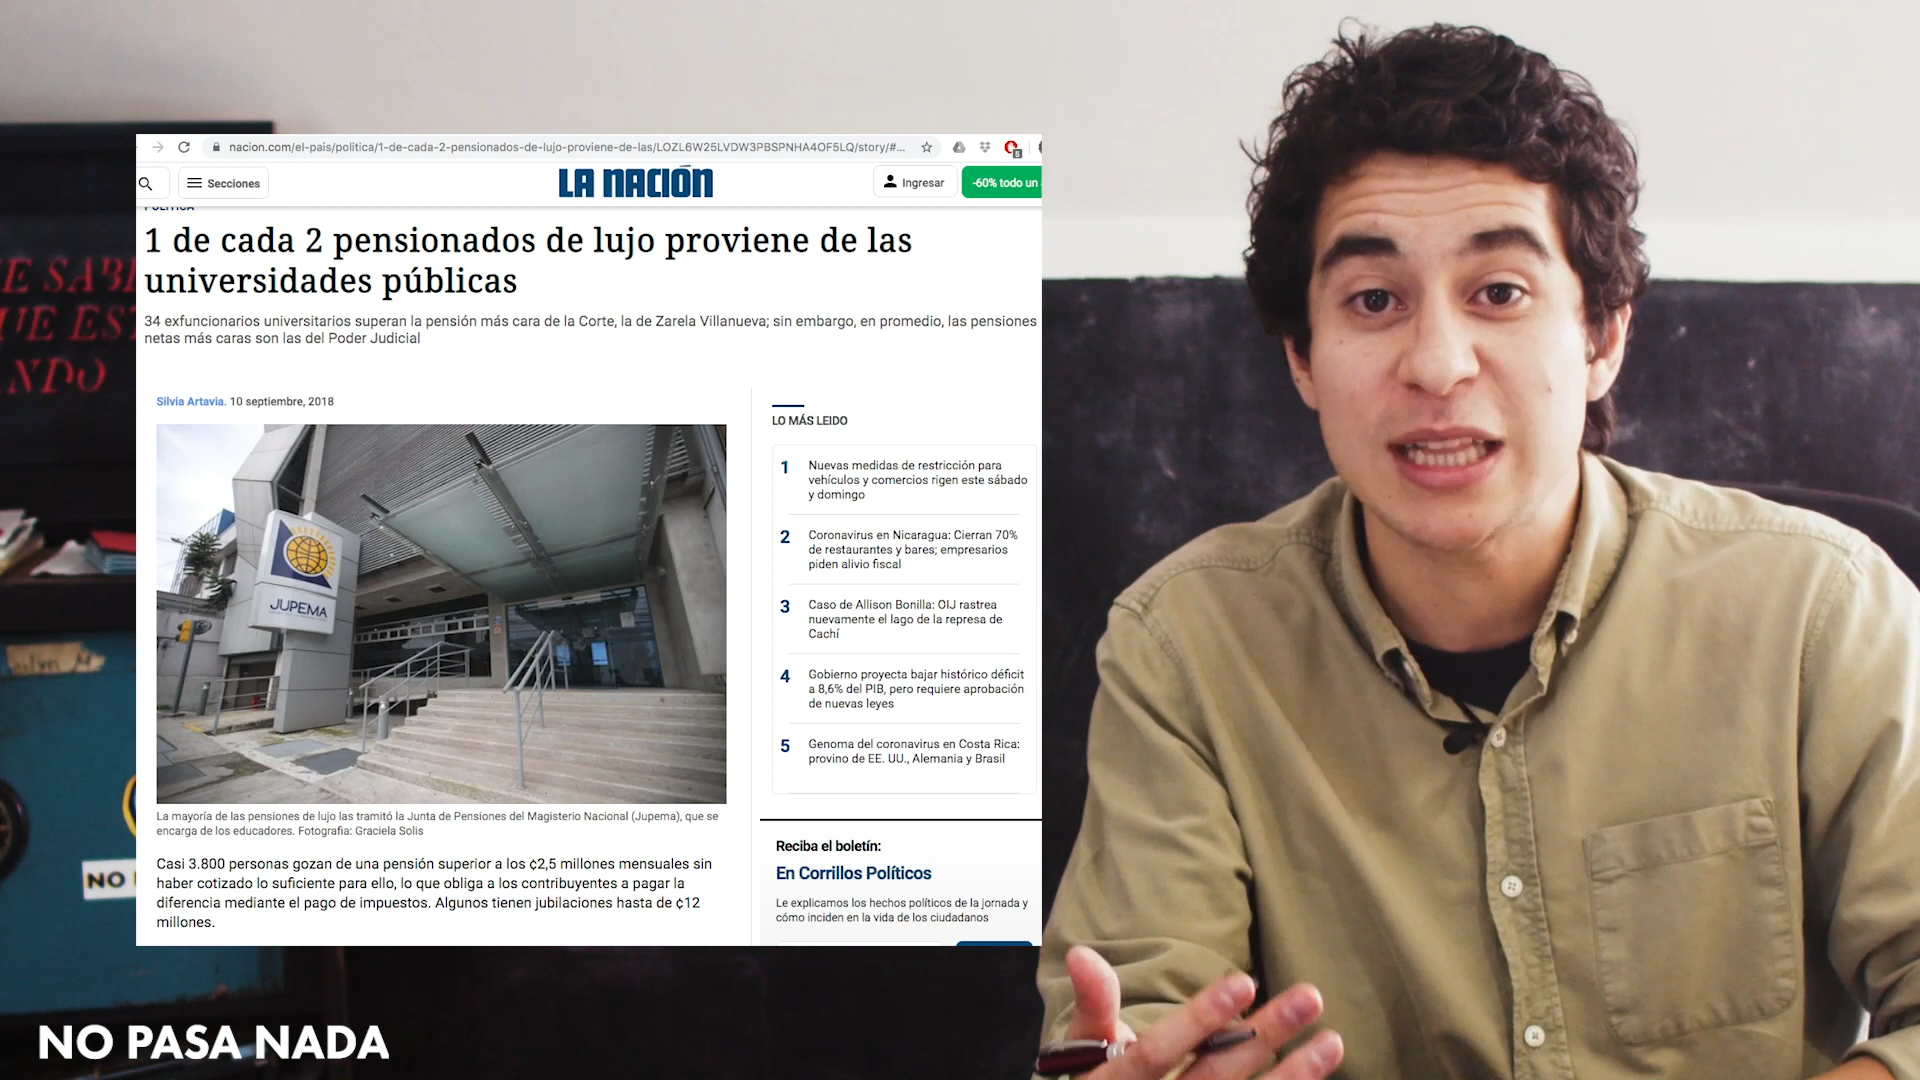 nacion.com/el-pais/politica/1-de-cada-2-pensionados-de-lujo-proviene-de-las/LOZL6W25LVDW3PBSPNHA4OF5LQ/story/#...
Secciones
LA NACIÓN
Ingresar
-60% todo un
POLÍTICA
1 de cada 2 pensionados de lujo proviene de las
universidades públicas
34 exfuncionarios universitarios superan la pensión más cara de la Corte, la de Zarela Villanueva; sin embargo, en promedio, las pensiones
netas más caras son las del Poder Judicial
Silvia Artavia. 10 septiembre, 2018
JUPEMA
La mayoría de las pensiones de lujo las tramitó la Junta de Pensiones del Magisterio Nacional (Jupema), que se
encarga de los educadores. Fotografia: Graciela Solis
Casi 3.800 personas gozan de una pensión superior a los ₡2,5 millones mensuales sin
haber cotizado lo suficiente para ello, lo que obliga a los contribuyentes a pagar la
diferencia mediante el pago de impuestos. Algunos tienen jubilaciones hasta de ₡12
millones.
LO MÁS LEIDO
1 Nuevas medidas de restricción para
vehículos y comercios rigen este sábado
y domingo
2 Coronavirus en Nicaragua: Cierran 70%
de restaurantes y bares; empresarios
piden alivio fiscal
3 Caso de Allison Bonilla: OIJ rastrea
nuevamente el lago de la represa de
Cachí
4 Gobierno proyecta bajar histórico déficit
a 8,6% del PIB, pero requiere aprobación
de nuevas leyes
5 Genoma del coronavirus en Costa Rica:
provino de EE. UU., Alemania y Brasil
Reciba el boletín:
En Corrillos Políticos
Le explicamos los hechos políticos de la jornada y
cómo inciden en la vida de los ciudadanos
NO
NO PASA NADA